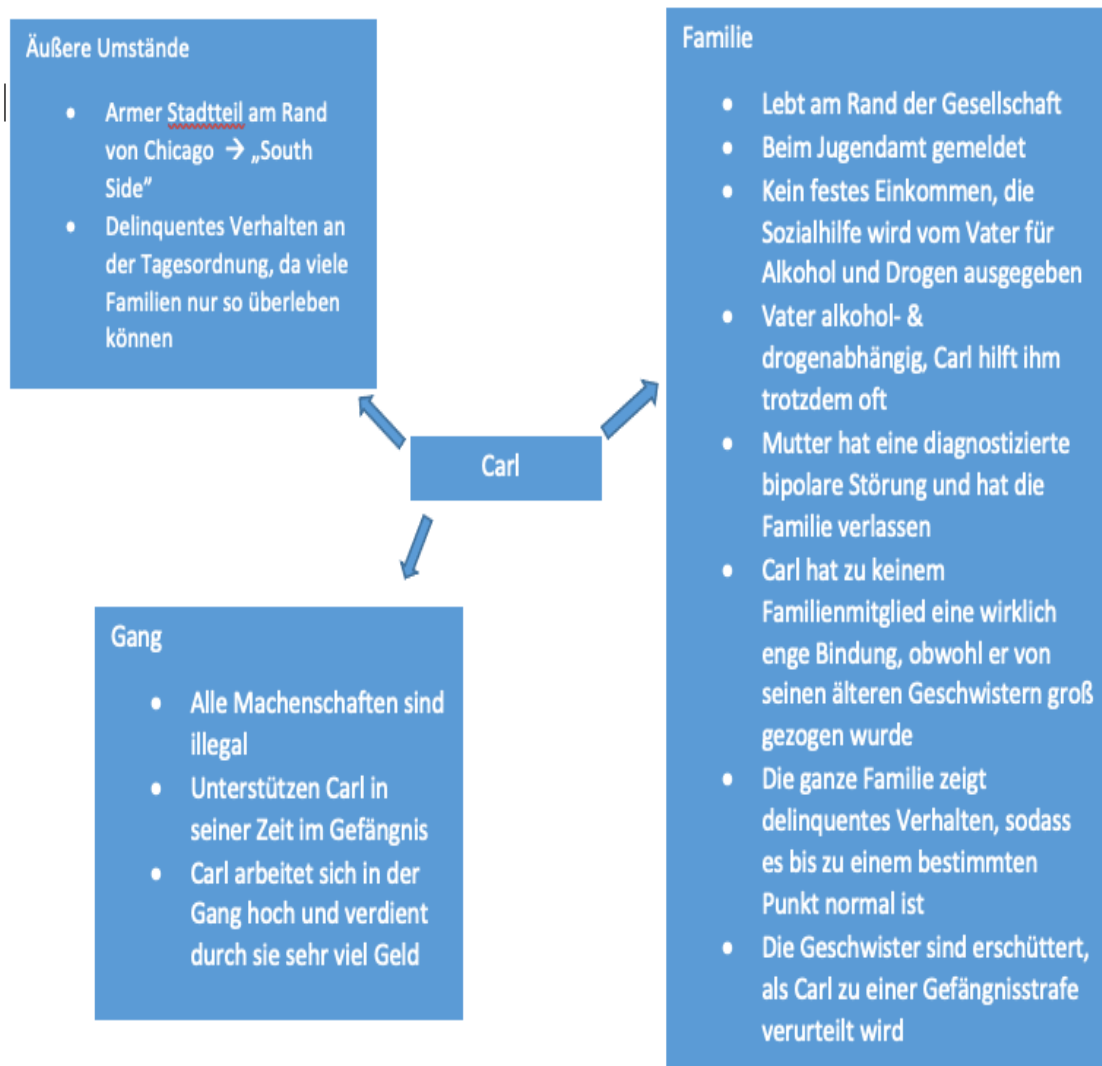 Äußere Umstände
• Armer Stadtteil am Rand
von Chicago → „South
Side”
• Delinquentes Verhalten an
der Tagesordnung, da viele
Familien nur so überleben
können
Familie
• Lebt am Rand der Gesellschaft
• Beim Jugendamt gemeldet
• Kein festes Einkommen, die
Sozialhilfe wird vom Vater für
Alkohol und Drogen ausgegeben
• Vater alkohol- &
drogenabhängig, Carl hilft ihm
trotzdem oft
• Mutter hat eine diagnostizierte
bipolare Störung und hat die
Familie verlassen
• Carl hat zu keinem
Familienmitglied eine wirklich
enge Bindung, obwohl er von
seinen älteren Geschwistern groß
gezogen wurde
• Die ganze Familie zeigt
delinquentes Verhalten, sodass
es bis zu einem bestimmten
Punkt normal ist
• Die Geschwister sind erschüttert,
als Carl zu einer Gefängnisstrafe
verurteilt wird
Carl
Gang
• Alle Machenschaften sind
illegal
• Unterstützen Carl in
seiner Zeit im Gefängnis
• Carl arbeitet sich in der
Gang hoch und verdient
durch sie sehr viel Geld